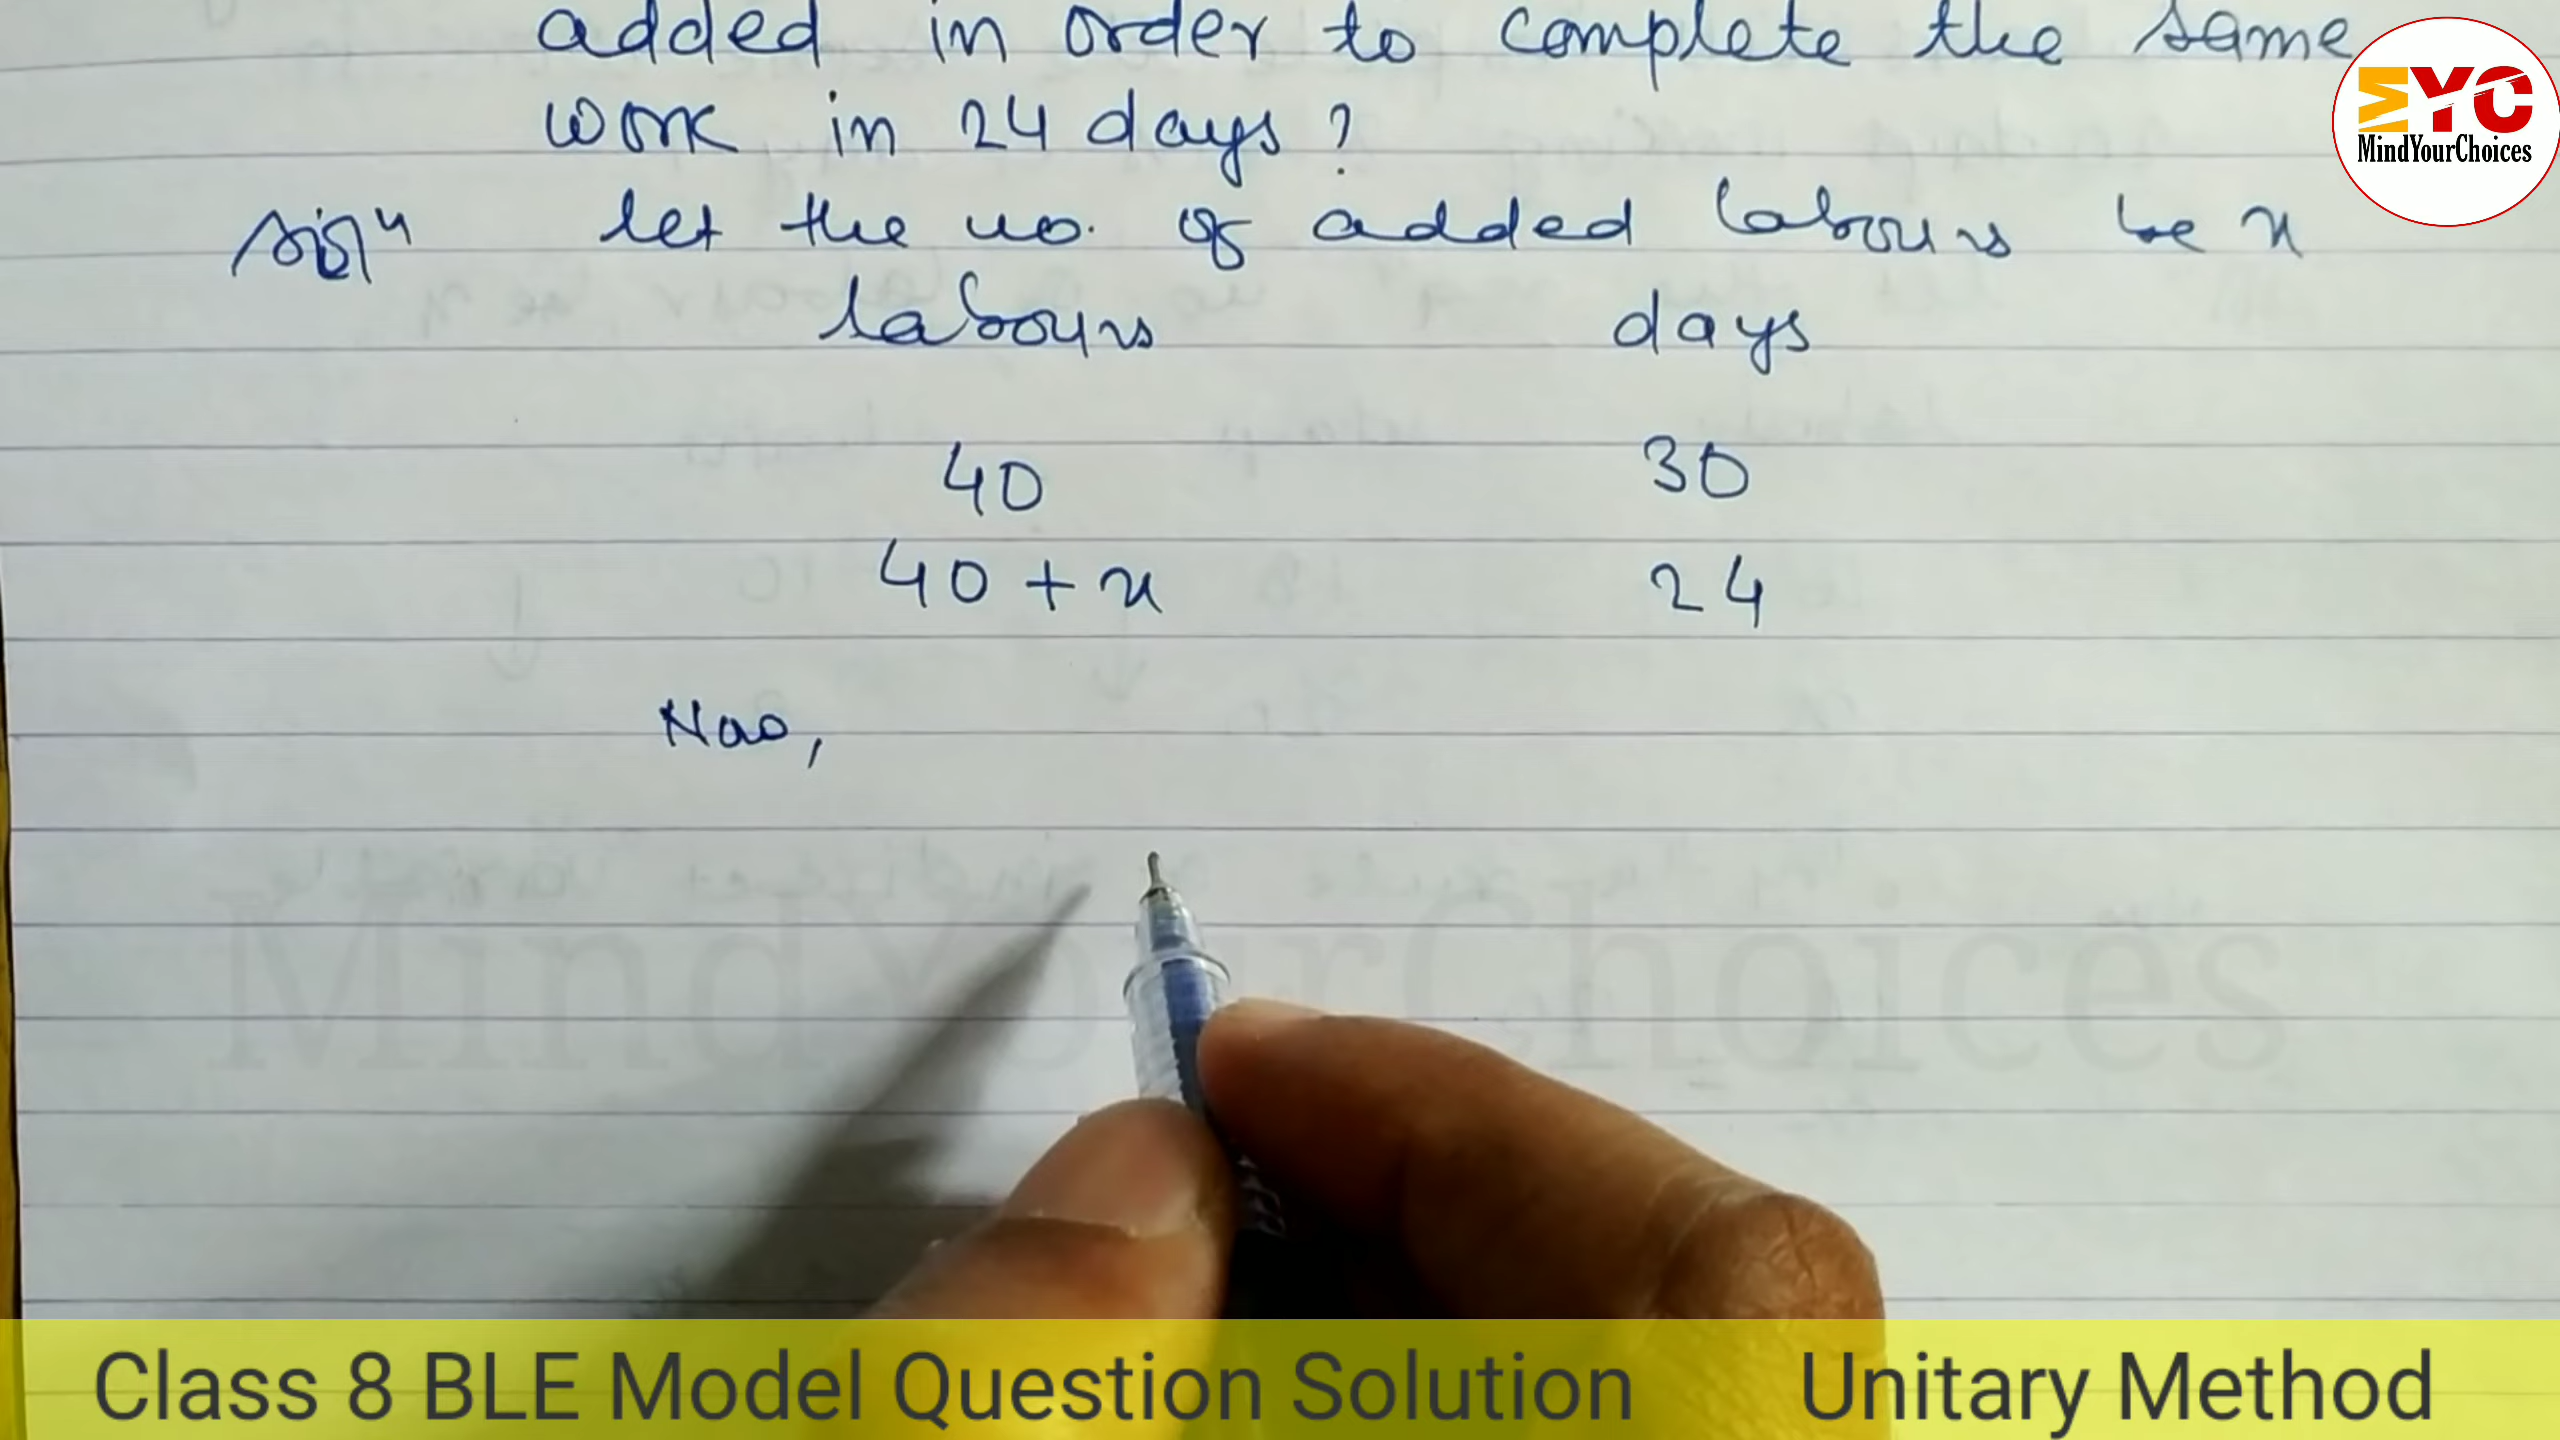 added in order to complete the same
work in 24 days?
Solⁿ let the no. of added labours be x
labours days
40 30
40 + x 24
Now,
MYC
MindYourChoices
MindYourChoices
Class 8 BLE Model Question Solution Unitary Method